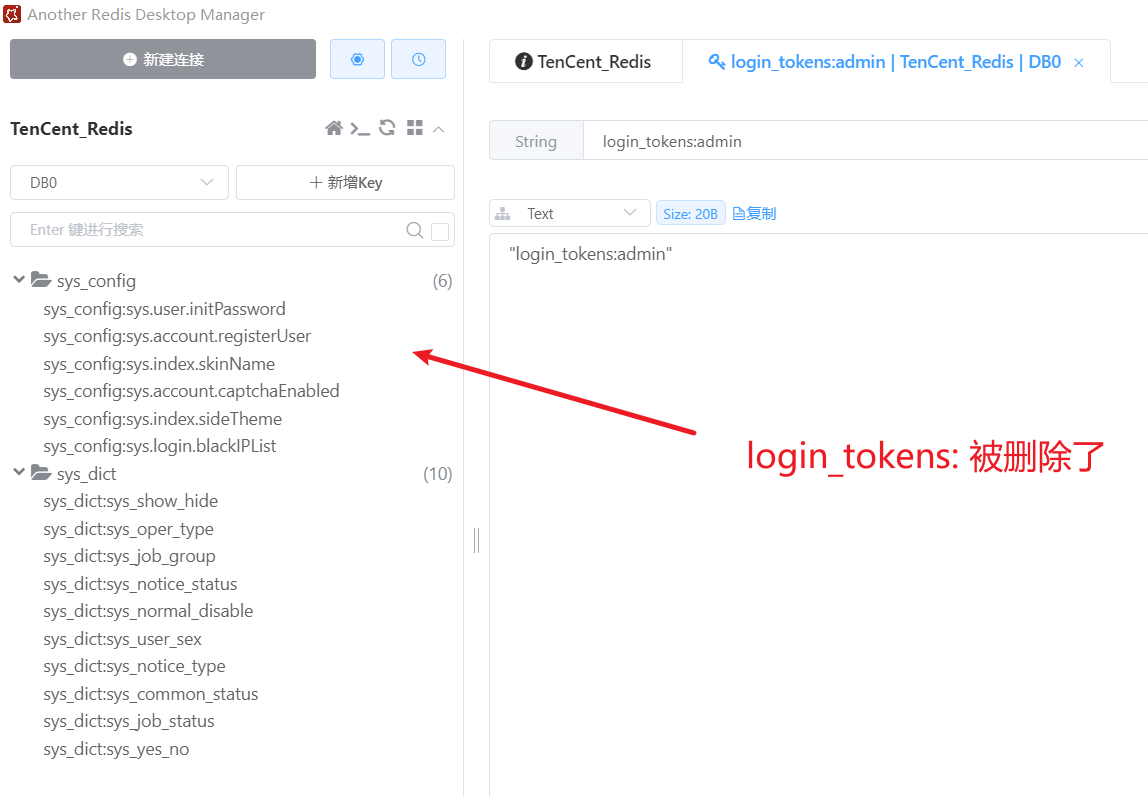 Another Redis Desktop Manager
新建连接
TenCent_Redis
DB0
新增Key
Enter 键进行搜索
sys_config (6)
sys_config:sys.user.initPassword
sys_config:sys.account.registerUser
sys_config:sys.index.skinName
sys_config:sys.account.captchaEnabled
sys_config:sys.index.sideTheme
sys_config:sys.login.blackIPList
sys_dict (10)
sys_dict:sys_show_hide
sys_dict:sys_oper_type
sys_dict:sys_job_group
sys_dict:sys_notice_status
sys_dict:sys_normal_disable
sys_dict:sys_user_sex
sys_dict:sys_notice_type
sys_dict:sys_common_status
sys_dict:sys_job_status
sys_dict:sys_yes_no
TenCent_Redis
login_tokens:admin | TenCent_Redis | DB0
String login_tokens:admin
Text Size: 20B 复制
"login_tokens:admin"
login_tokens: 被删除了